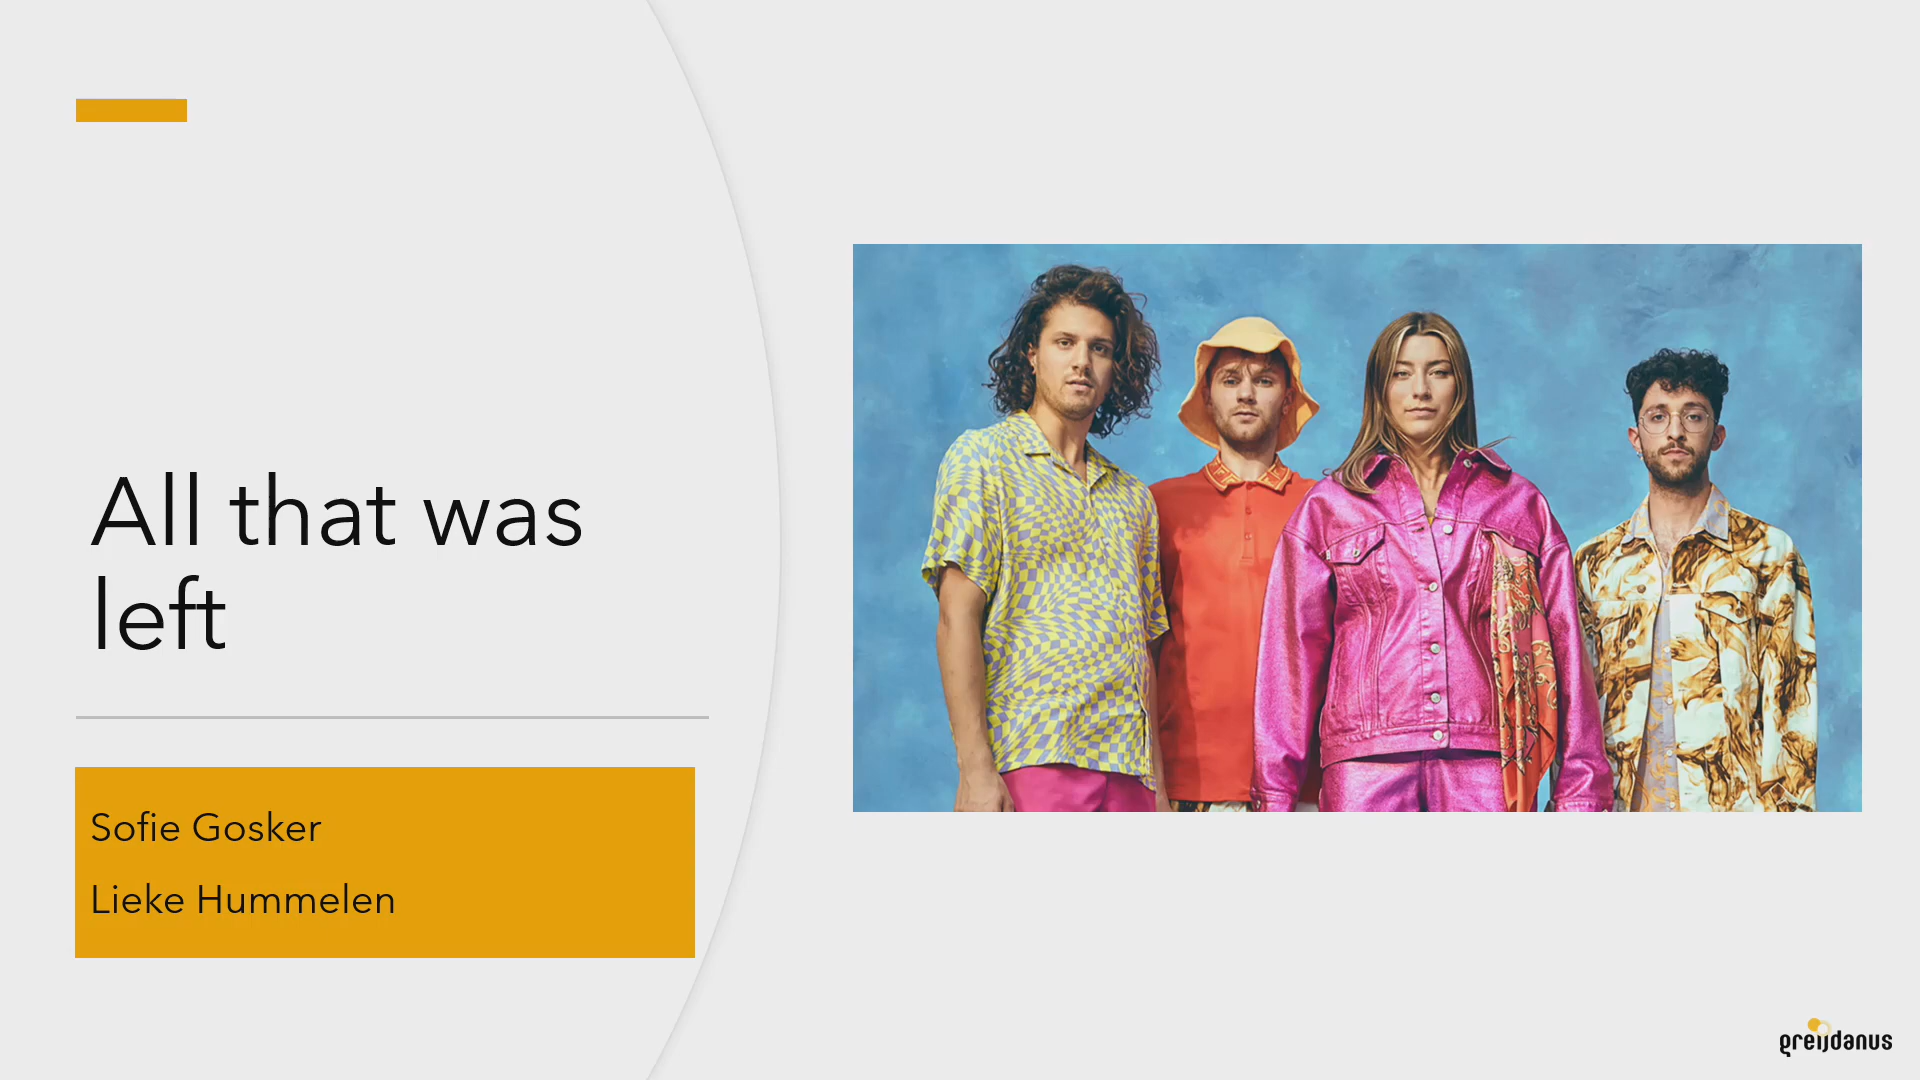 All that was
left
Sofie Gosker
Lieke Hummelen
greijdanus